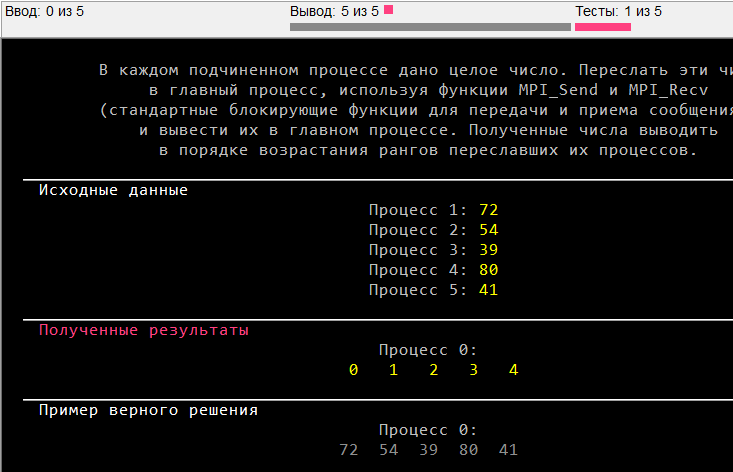 Ввод: 0 из 5 Вывод: 5 из 5 Тесты: 1 из 5
В каждом подчиненном процессе дано целое число. Переслать эти
в главный процесс, используя функции MPI_Send и MPI_Recv
(стандартные блокирующие функции для передачи и приема сообщения
и вывести их в главном процессе. Полученные числа выводить
в порядке возрастания рангов переславших их процессов.
Исходные данные
Процесс 1: 72
Процесс 2: 54
Процесс 3: 39
Процесс 4: 80
Процесс 5: 41
Полученные результаты
Процесс 0:
0 1 2 3 4
Пример верного решения
Процесс 0:
72 54 39 80 41